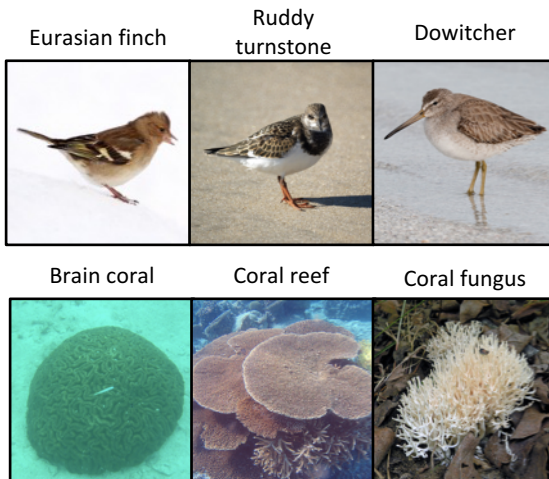 Eurasian finch
Ruddy
turnstone
Dowitcher
Brain coral
Coral reef
Coral fungus